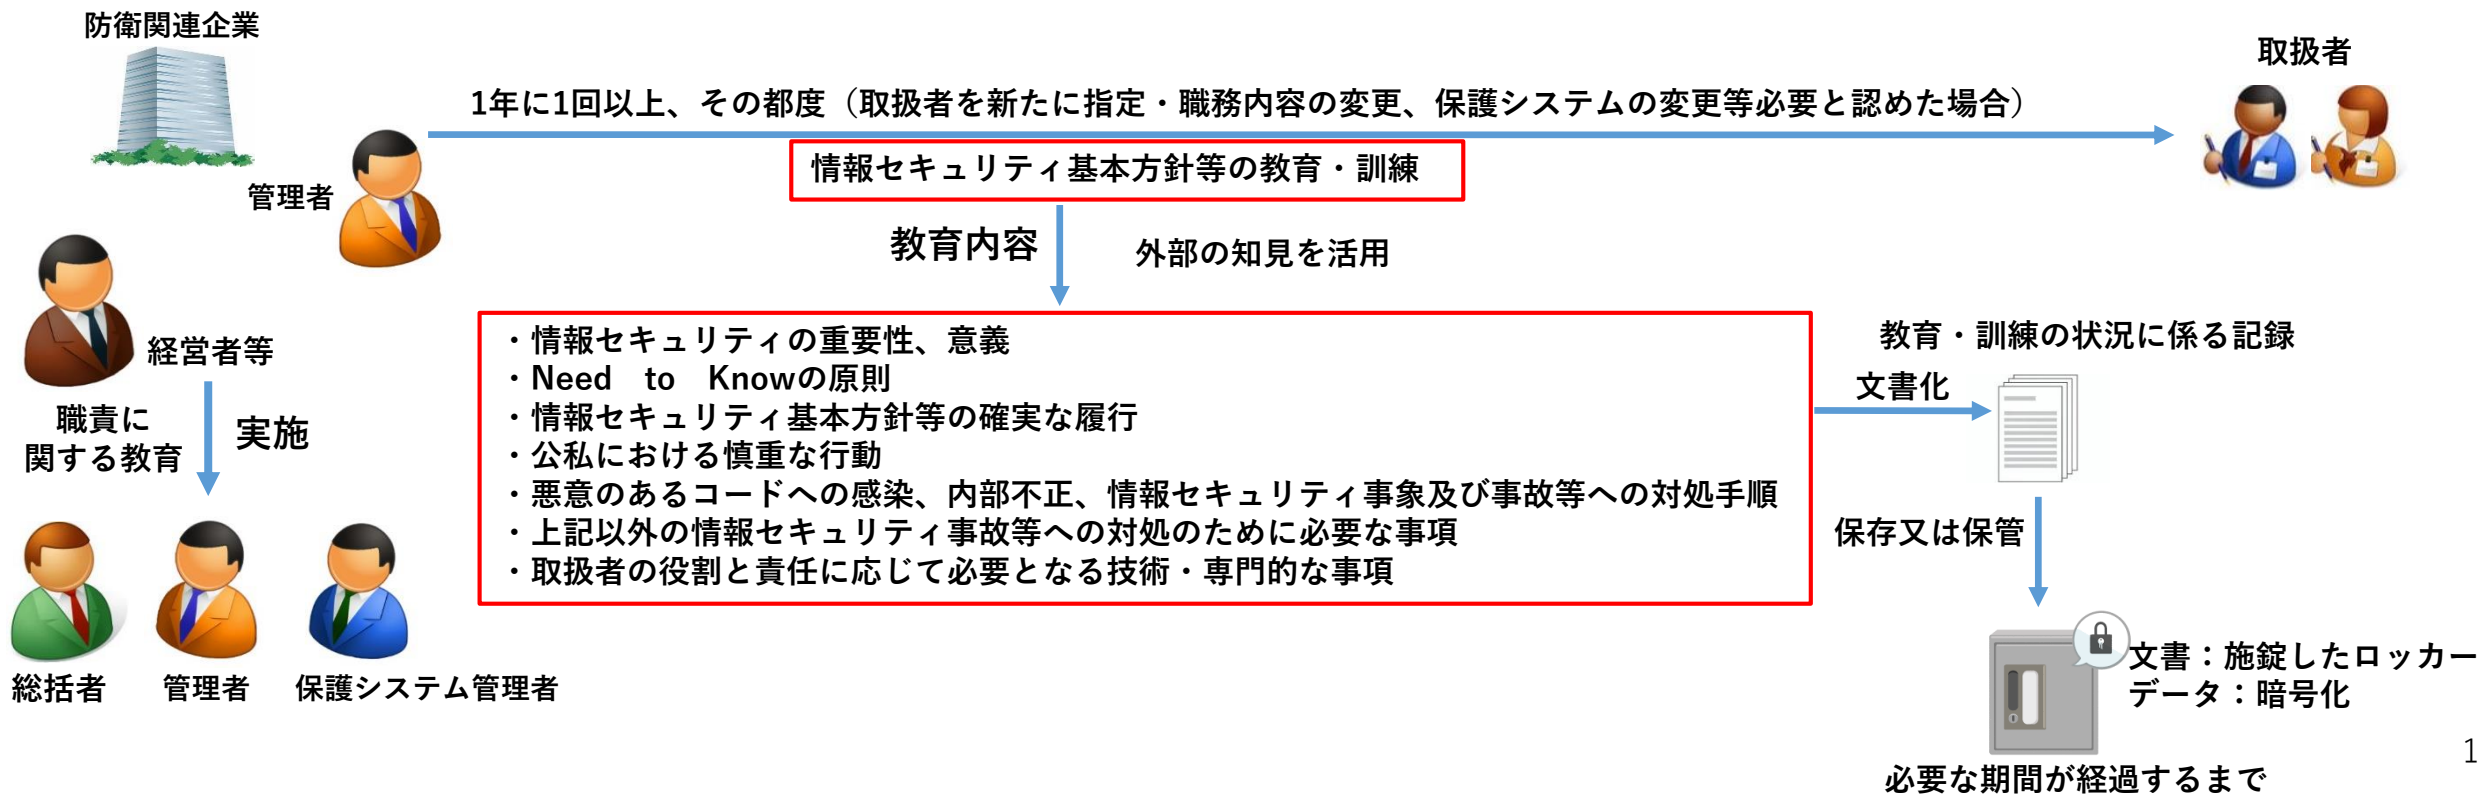 防衛関連企業
取扱者
1年に1回以上、その都度（取扱者を新たに指定・職務内容の変更、保護システムの変更等必要と認めた場合）
情報セキュリティ基本方針等の教育・訓練
管理者
教育内容
外部の知見を活用
経営者等
職責に
関する教育
実施
総括者
管理者
保護システム管理者
・情報セキュリティの重要性、意義
・Need　to　Knowの原則
・情報セキュリティ基本方針等の確実な履行
・公私における慎重な行動
・悪意のあるコードへの感染、内部不正、情報セキュリティ事象及び事故等への対処手順
・上記以外の情報セキュリティ事故等への対処のために必要な事項
・取扱者の役割と責任に応じて必要となる技術・専門的な事項
教育・訓練の状況に係る記録
文書化
保存又は保管
文書：施錠したロッカー
データ：暗号化
必要な期間が経過するまで
1